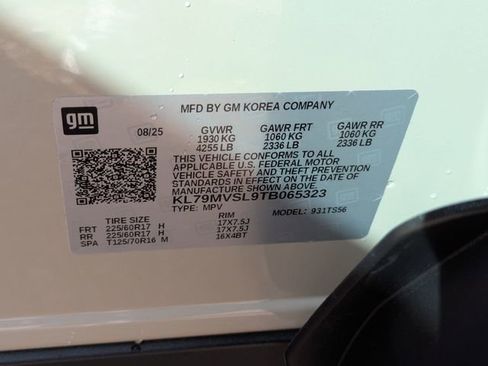 gm
MFD BY GM KOREA COMPANY
08/25 GVWR GAWR FRT GAWR RR
1930 KG 1060 KG 1060 KG
4255 LB 2336 LB 2336 LB
THIS VEHICLE CONFORMS TO ALL
APPLICABLE U.S. FEDERAL MOTOR
VEHICLE SAFETY AND THEFT PREVENTION
STANDARDS IN EFFECT ON THE DATE OF
MANUFACTURE SHOWN ABOVE.
KL79MVSL9TB065323
TYPE: MPV MODEL: 931TS56
TIRE SIZE RIM
FRT 225/60R17 H 17X7.5J
RR 225/60R17 H 17X7.5J
SPA T125/70R16 M 16X4BT